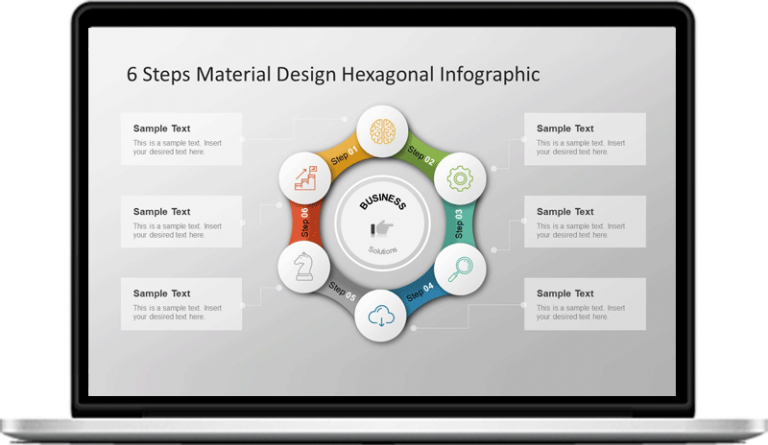 6 Steps Material Design Hexagonal Infographic
Sample Text
This is a sample text. Insert
your desired text here.
Sample Text
This is a sample text. Insert
your desired text here.
Sample Text
This is a sample text. Insert
your desired text here.
Step 01
Step 02
Step 03
Step 04
Step 05
Step 06
BUSINESS
Solutions
Sample Text
This is a sample text. Insert
your desired text here.
Sample Text
This is a sample text. Insert
your desired text here.
Sample Text
This is a sample text. Insert
your desired text here.